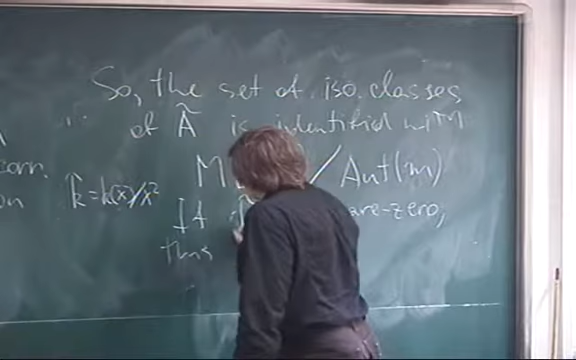 So, the set of iso. classes
of Ã is identified with
M / Aut(m)
corr.
on
k̃ = k[x]/x²
If are-zero,
thus